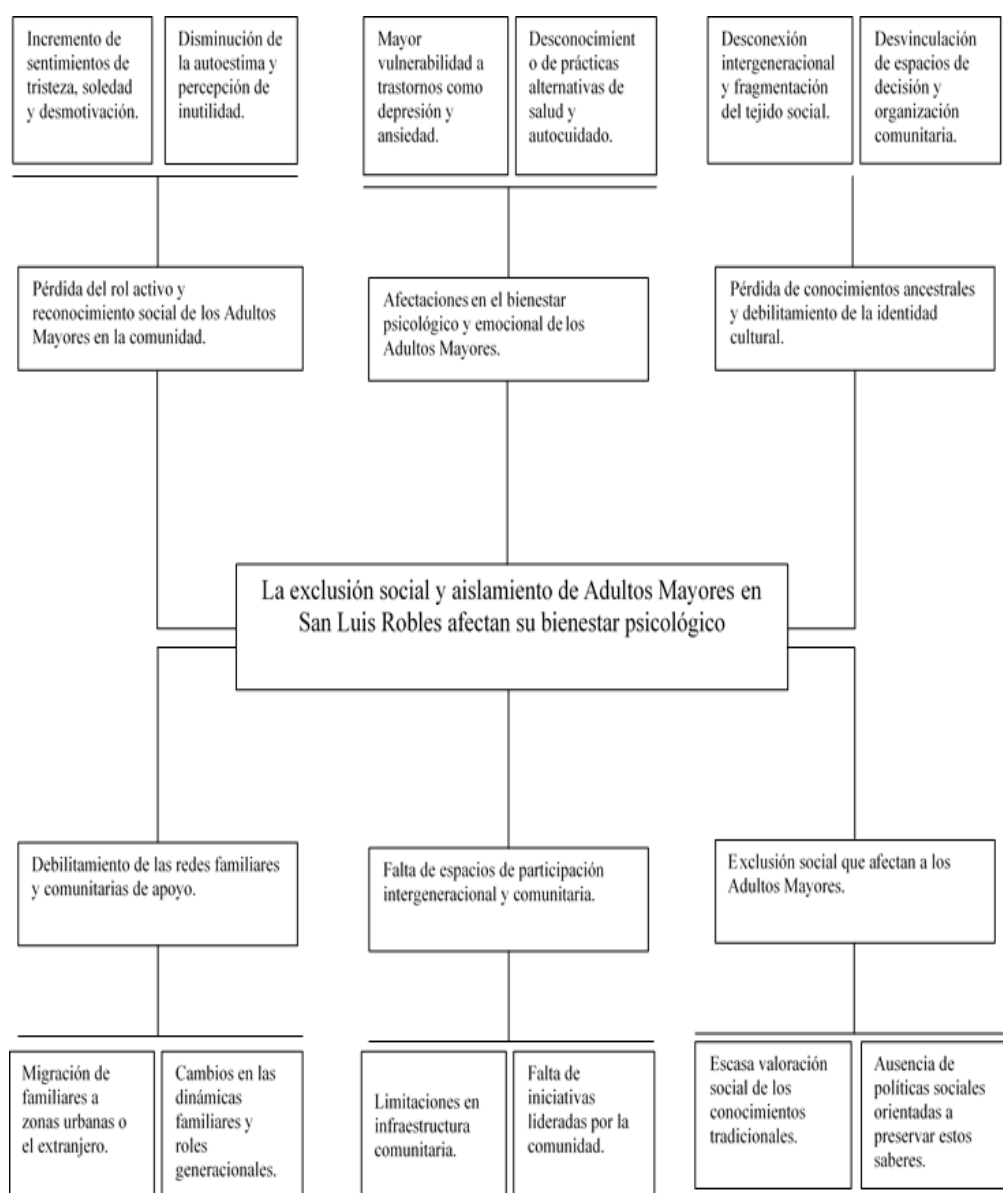 Incremento de
sentimientos de
tristeza, soledad
y desmotivación.
Disminución de
la autoestima y
percepción de
inutilidad.
Mayor
vulnerabilidad a
trastornos como
depresión y
ansiedad.
Desconocimient
o de prácticas
alternativas de
salud y
autocuidado.
Desconexión
intergeneracional
y fragmentación
del tejido social.
Desvinculación
de espacios de
decisión y
organización
comunitaria.
Pérdida del rol activo y
reconocimiento social de los Adultos
Mayores en la comunidad.
Afectaciones en el bienestar
psicológico y emocional de los
Adultos Mayores.
Pérdida de conocimientos ancestrales
y debilitamiento de la identidad
cultural.
La exclusión social y aislamiento de Adultos Mayores en
San Luis Robles afectan su bienestar psicológico
Debilitamiento de las redes familiares
y comunitarias de apoyo.
Falta de espacios de participación
intergeneracional y comunitaria.
Exclusión social que afectan a los
Adultos Mayores.
Migración de
familiares a
zonas urbanas o
el extranjero.
Cambios en las
dinámicas
familiares y
roles
generacionales.
Limitaciones en
infraestructura
comunitaria.
Falta de
iniciativas
lideradas por la
comunidad.
Escasa valoración
social de los
conocimientos
tradicionales.
Ausencia de
políticas sociales
orientadas a
preservar estos
saberes.